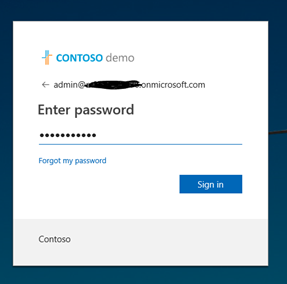 CONTOSO demo
← admin@ .onmicrosoft.com
Enter password
●●●●●●●●●●●
Forgot my password
Sign in
Contoso